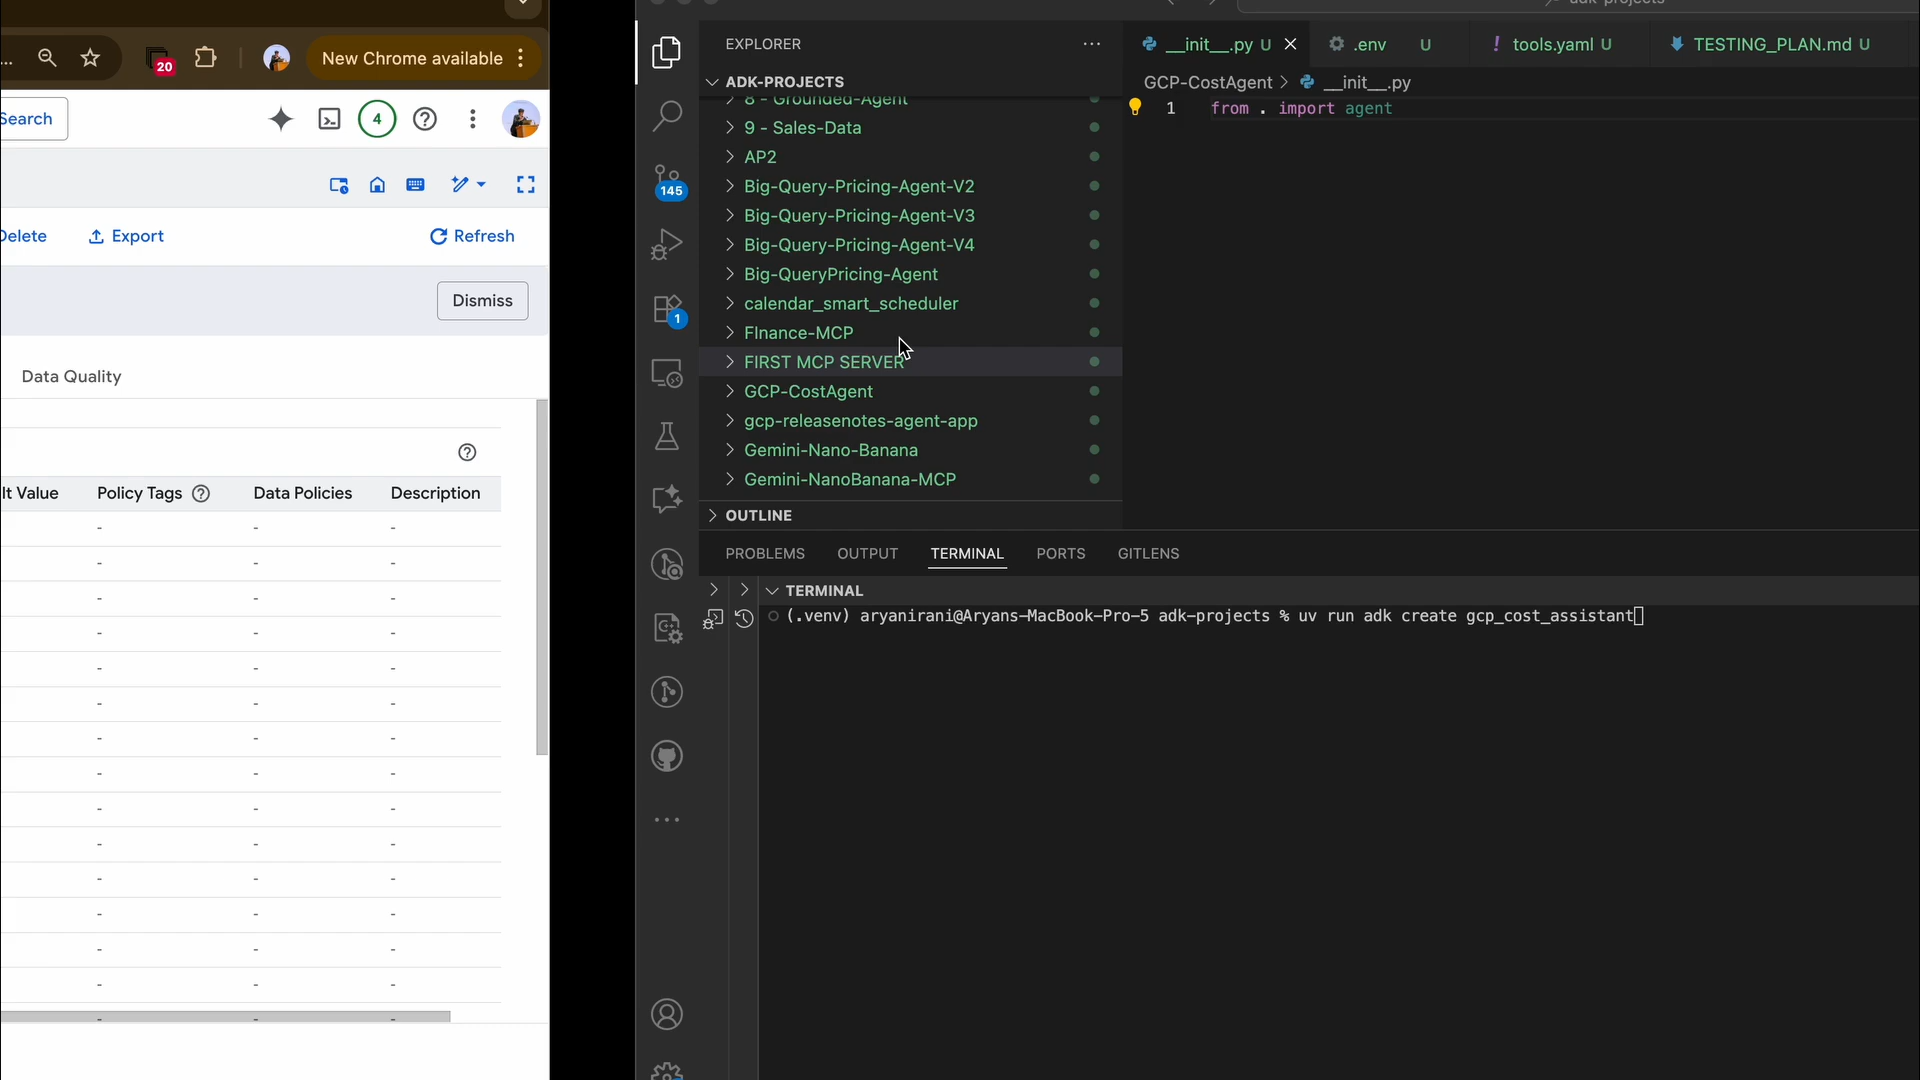 20
New Chrome available
Search
4
Delete
Export
Refresh
Dismiss
Data Quality
lt Value
Policy Tags
Data Policies
Description
EXPLORER
ADK-PROJECTS
8 - Grounded-Agent
9 - Sales-Data
AP2
Big-Query-Pricing-Agent-V2
Big-Query-Pricing-Agent-V3
Big-Query-Pricing-Agent-V4
Big-QueryPricing-Agent
calendar_smart_scheduler
FInance-MCP
FIRST MCP SERVER
GCP-CostAgent
gcp-releasenotes-agent-app
Gemini-Nano-Banana
Gemini-NanoBanana-MCP
OUTLINE
145
1
adk-projects
__init__.py U
.env U
! tools.yaml U
TESTING_PLAN.md U
GCP-CostAgent > __init__.py
1 from . import agent
PROBLEMS OUTPUT TERMINAL PORTS GITLENS
TERMINAL
(.venv) aryanirani@Aryans-MacBook-Pro-5 adk-projects % uv run adk create gcp_cost_assistant